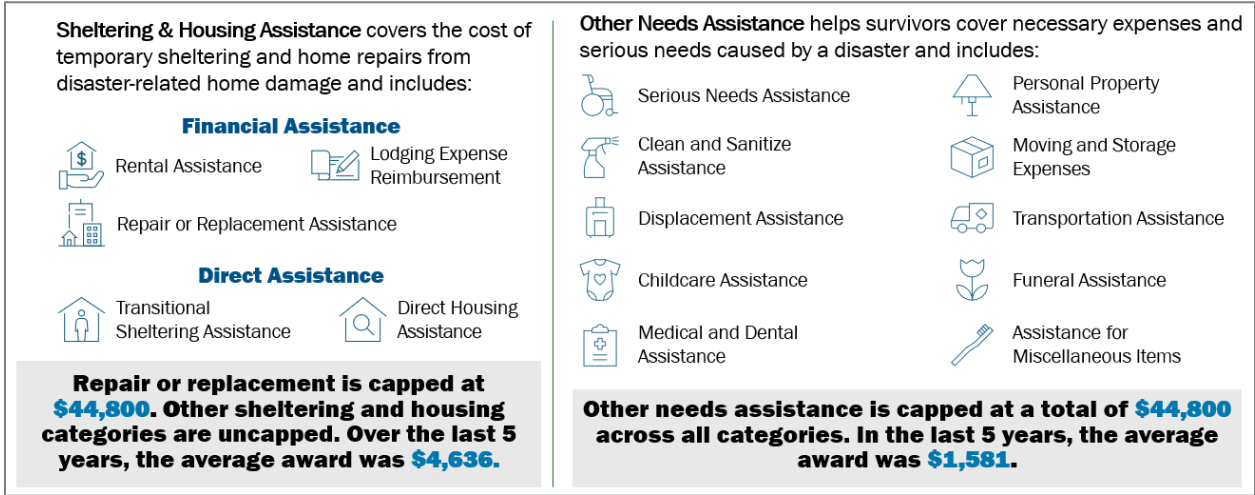 Sheltering & Housing Assistance covers the cost of
temporary sheltering and home repairs from
disaster-related home damage and includes:
Financial Assistance
$
Rental Assistance
Lodging Expense
Reimbursement
Repair or Replacement Assistance
Direct Assistance
Transitional
Sheltering Assistance
Direct Housing
Assistance
Repair or replacement is capped at
$44,800. Other sheltering and housing
categories are uncapped. Over the last 5
years, the average award was $4,636.
Other Needs Assistance helps survivors cover necessary expenses and
serious needs caused by a disaster and includes:
Serious Needs Assistance
Personal Property
Assistance
Clean and Sanitize
Assistance
Moving and Storage
Expenses
Displacement Assistance
Transportation Assistance
Childcare Assistance
Funeral Assistance
Medical and Dental
Assistance
Assistance for
Miscellaneous Items
Other needs assistance is capped at a total of $44,800
across all categories. In the last 5 years, the average
award was $1,581.